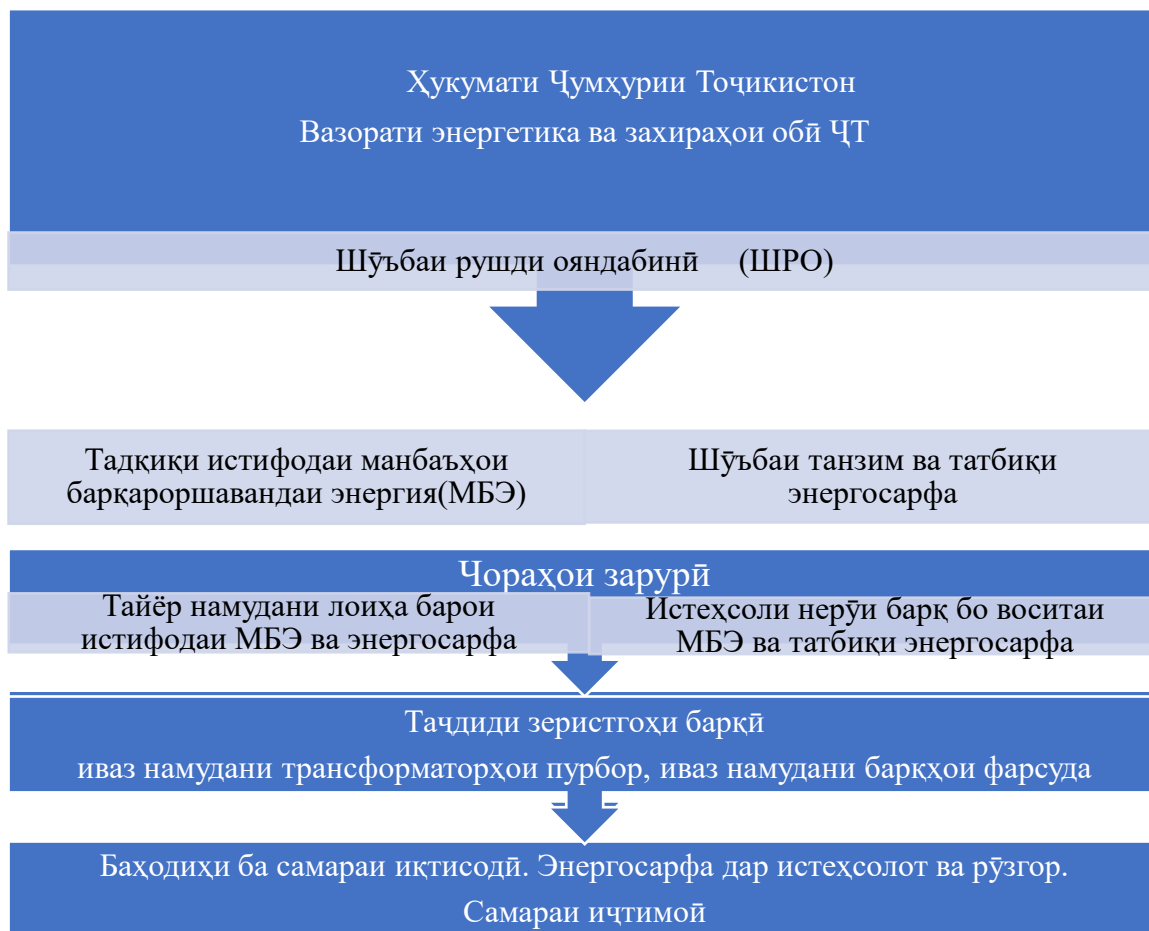 Ҳукумати Ҷумҳурии Тоҷикистон
Вазорати энергетика ва захираҳои обӣ ҶТ
Шӯъбаи рушди ояндабинӣ (ШРО)
Тадқиқи истифодаи манбаъҳои
барқароршавандаи энергия(МБЭ)
Шӯъбаи танзим ва татбиқи
энергосарфа
Чораҳои зарурӣ
Тайёр намудани лоиҳа барои
истифодаи МБЭ ва энергосарфа
Истеҳсоли нерӯи барқ бо воситаи
МБЭ ва татбиқи энергосарфа
Таҷдиди зеристгоҳи барқӣ
иваз намудани трансформаторҳои пурбор, иваз намудани барқҳои фарсуда
Баҳодиҳи ба самараи иқтисодӣ. Энергосарфа дар истеҳсолот ва рӯзгор.
Самараи иҷтимоӣ